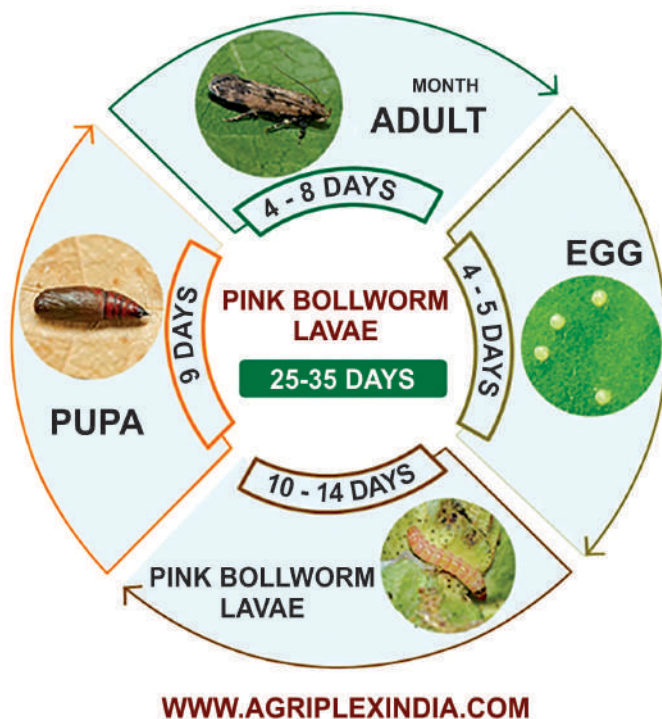 MONTH
ADULT
4 - 8 DAYS
EGG
4 - 5 DAYS
PINK BOLLWORM
LAVAE
25-35 DAYS
9 DAYS
PUPA
10 - 14 DAYS
PINK BOLLWORM
LAVAE
WWW.AGRIPLEXINDIA.COM